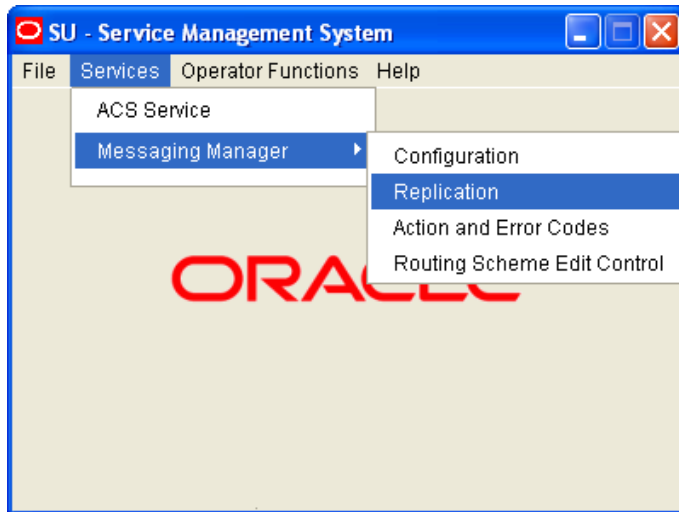 SU - Service Management System
File Services Operator Functions Help
ACS Service
Messaging Manager
Configuration
Replication
Action and Error Codes
Routing Scheme Edit Control
ORACLE